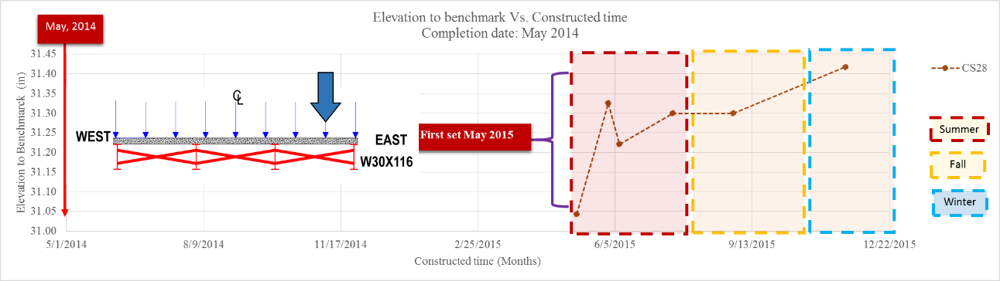 Elevation to benchmark Vs. Constructed time
Completion date: May 2014
May, 2014
Elevation to Benchmarck (in)
31.45
31.40
31.35
31.30
31.25
31.20
31.15
31.10
31.05
31.00
℄
WEST
EAST
W30X116
First set May 2015
CS28
Summer
Fall
Winter
5/1/2014
8/9/2014
11/17/2014
2/25/2015
6/5/2015
9/13/2015
12/22/2015
Constructed time (Months)